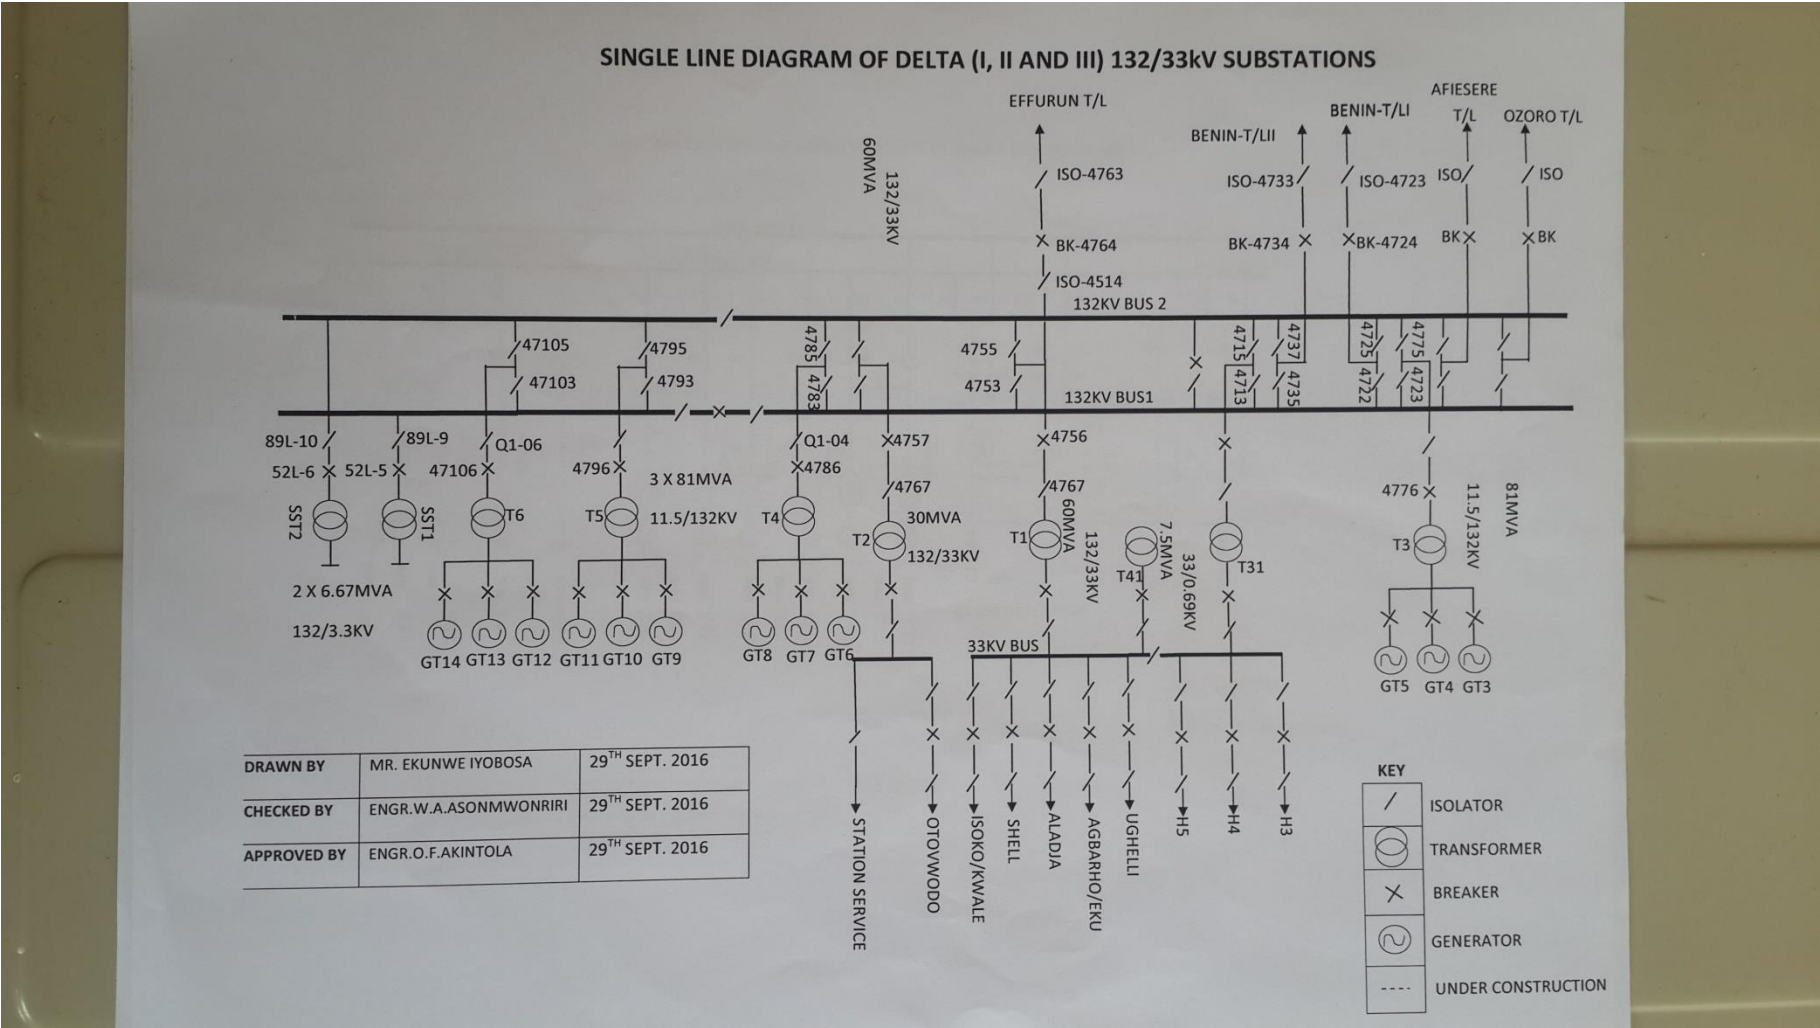 SINGLE LINE DIAGRAM OF DELTA (I, II AND III) 132/33kV SUBSTATIONS
EFFURUN T/L
BENIN-T/LII
BENIN-T/LI
AFIESERE
T/L
OZORO T/L
60MVA
132/33KV
ISO-4763
ISO-4733
ISO-4723
ISO
ISO
BK-4764
BK-4734
BK-4724
BK
BK
ISO-4514
132KV BUS 2
47105
4795
4785
4755
4715
4737
4725
4775
47103
4793
4783
4753
4713
4735
4722
4723
132KV BUS1
89L-10
89L-9
Q1-06
Q1-04
4757
4756
52L-6
52L-5
47106
4796
4786
3 X 81MVA
4767
4767
4776
SST2
SST1
T6
T5
11.5/132KV
T4
30MVA
T2
132/33KV
T1
60MVA
132/33KV
T41
7.5MVA
33/0.69KV
T31
T3
11.5/132KV
81MVA
2 X 6.67MVA
132/3.3KV
GT14 GT13 GT12 GT11 GT10 GT9
GT8 GT7 GT6
33KV BUS
GT5 GT4 GT3
STATION SERVICE
OTOVWODO
ISOKO/KWALE
SHELL
ALADJA
AGBARHO/EKU
UGHELLI
H5
H4
H3
DRAWN BY MR. EKUNWE IYOBOSA 29TH SEPT. 2016
CHECKED BY ENGR.W.A.ASONMWONRIRI 29TH SEPT. 2016
APPROVED BY ENGR.O.F.AKINTOLA 29TH SEPT. 2016
KEY
ISOLATOR
TRANSFORMER
BREAKER
GENERATOR
UNDER CONSTRUCTION